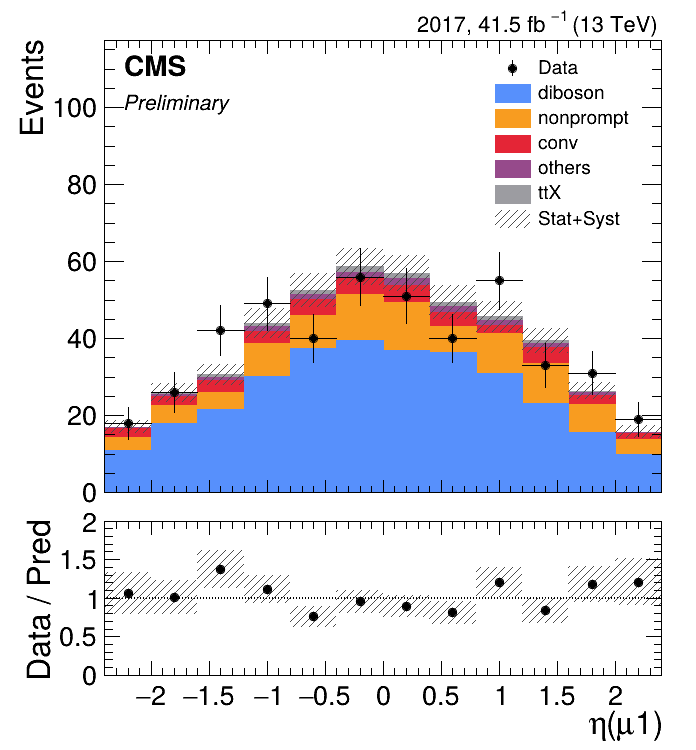 2017, 41.5 fb⁻¹ (13 TeV)
CMS
Preliminary
Events
100
80
60
40
20
0
Data
diboson
nonprompt
conv
others
ttX
Stat+Syst
Data / Pred
2
1.5
1
0.5
0
−2 −1.5 −1 −0.5 0 0.5 1 1.5 2
η(μ1)